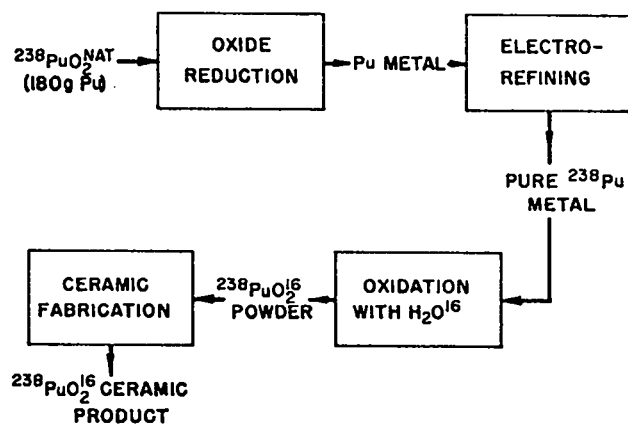 ²³⁸PuO₂ᴺᴬᵀ
(180g Pu)
OXIDE
REDUCTION
Pu METAL
ELECTRO-
REFINING
PURE ²³⁸Pu
METAL
OXIDATION
WITH H₂O¹⁶
²³⁸PuO₂¹⁶
POWDER
CERAMIC
FABRICATION
²³⁸PuO₂¹⁶ CERAMIC
PRODUCT